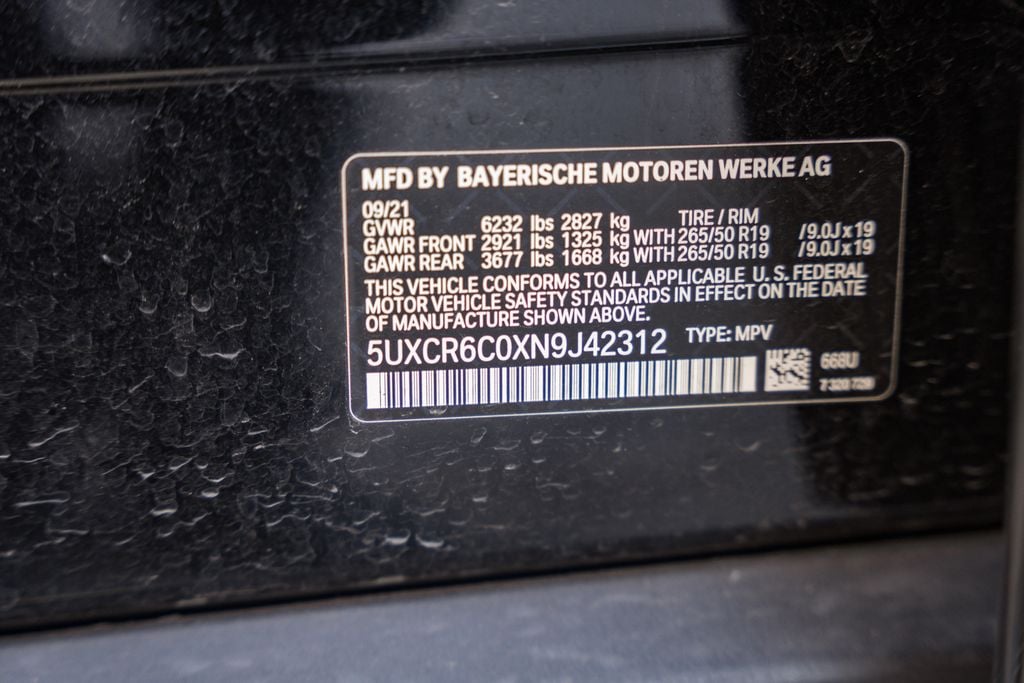 MFD BY BAYERISCHE MOTOREN WERKE AG
09/21
GVWR 6232 lbs 2827 kg TIRE / RIM
GAWR FRONT 2921 lbs 1325 kg WITH 265/50 R19 /9.0J x 19
GAWR REAR 3677 lbs 1668 kg WITH 265/50 R19 /9.0J x 19
THIS VEHICLE CONFORMS TO ALL APPLICABLE U. S. FEDERAL
MOTOR VEHICLE SAFETY STANDARDS IN EFFECT ON THE DATE
OF MANUFACTURE SHOWN ABOVE.
5UXCR6C0XN9J42312 TYPE: MPV
668U